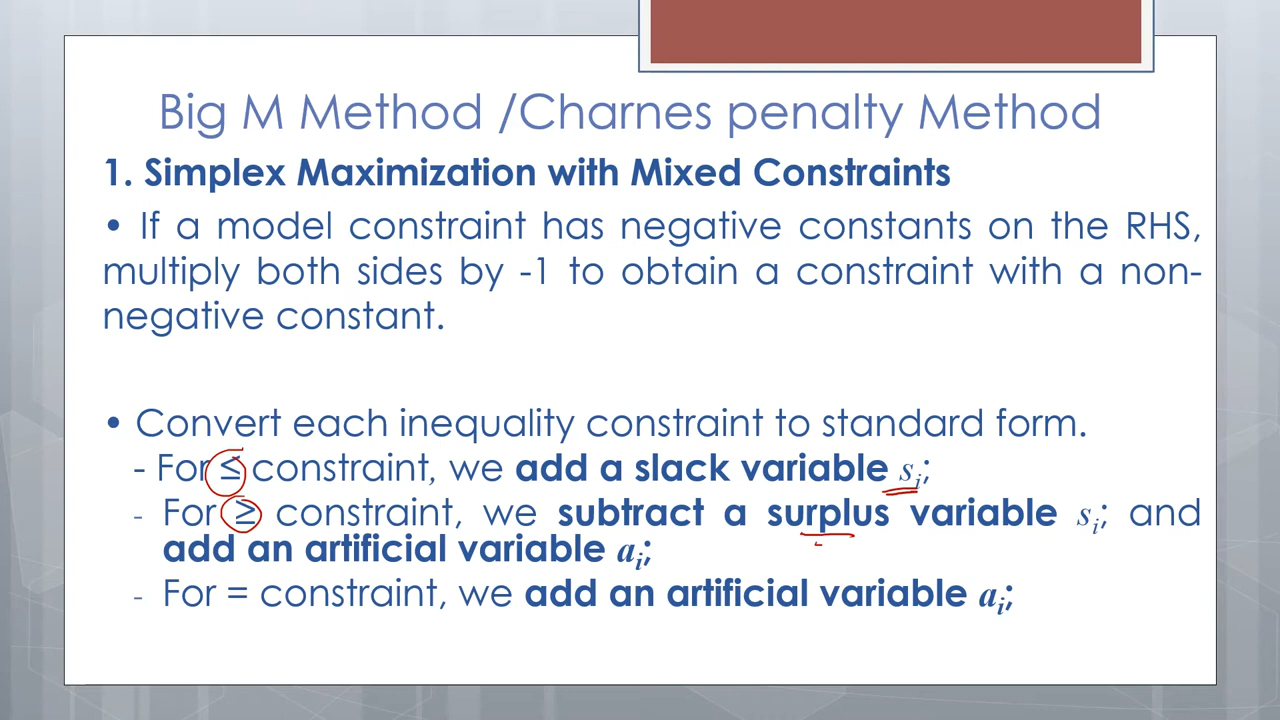 Big M Method /Charnes penalty Method
1. Simplex Maximization with Mixed Constraints
• If a model constraint has negative constants on the RHS,
multiply both sides by -1 to obtain a constraint with a non-
negative constant.
• Convert each inequality constraint to standard form.
- For ≤ constraint, we add a slack variable sᵢ;
- For ≥ constraint, we subtract a surplus variable sᵢ; and
add an artificial variable aᵢ;
- For = constraint, we add an artificial variable aᵢ;